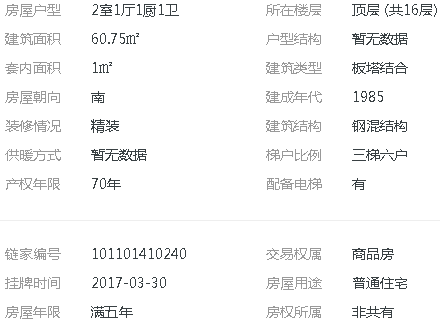 房屋户型 2室1厅1厨1卫 所在楼层 顶层 (共16层)
建筑面积 60.75㎡ 户型结构 暂无数据
套内面积 1㎡ 建筑类型 板塔结合
房屋朝向 南 建成年代 1985
装修情况 精装 建筑结构 钢混结构
供暖方式 暂无数据 梯户比例 三梯六户
产权年限 70年 配备电梯 有
链家编号 101101410240 交易权属 商品房
挂牌时间 2017-03-30 房屋用途 普通住宅
房屋年限 满五年 房权所属 非共有